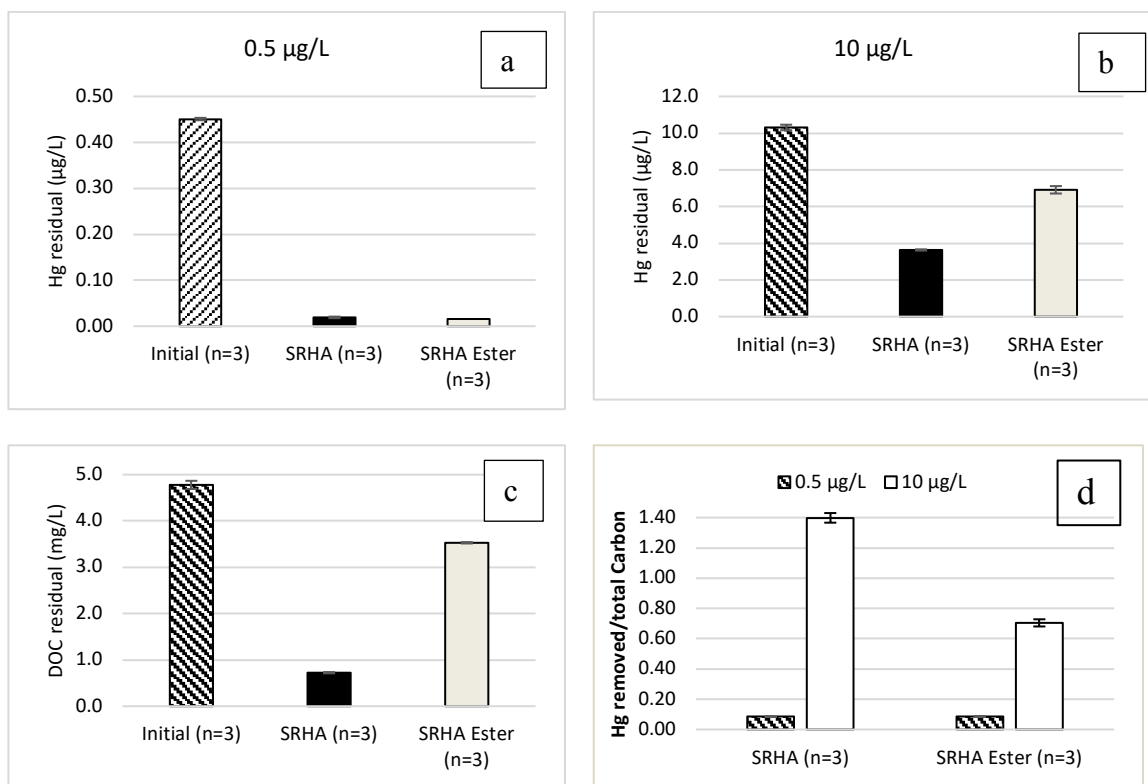 0.5 µg/L
a
Hg residual (µg/L)
0.50
0.40
0.30
0.20
0.10
0.00
Initial (n=3)
SRHA (n=3)
SRHA Ester
(n=3)
10 µg/L
b
Hg residual (µg/L)
12.0
10.0
8.0
6.0
4.0
2.0
0.0
Initial (n=3)
SRHA (n=3)
SRHA Ester
(n=3)
c
DOC residual (mg/L)
5.0
4.0
3.0
2.0
1.0
0.0
Initial (n=3)
SRHA (n=3)
SRHA Ester
(n=3)
d
0.5 µg/L
10 µg/L
Hg removed/total Carbon
1.40
1.20
1.00
0.80
0.60
0.40
0.20
0.00
SRHA (n=3)
SRHA Ester (n=3)